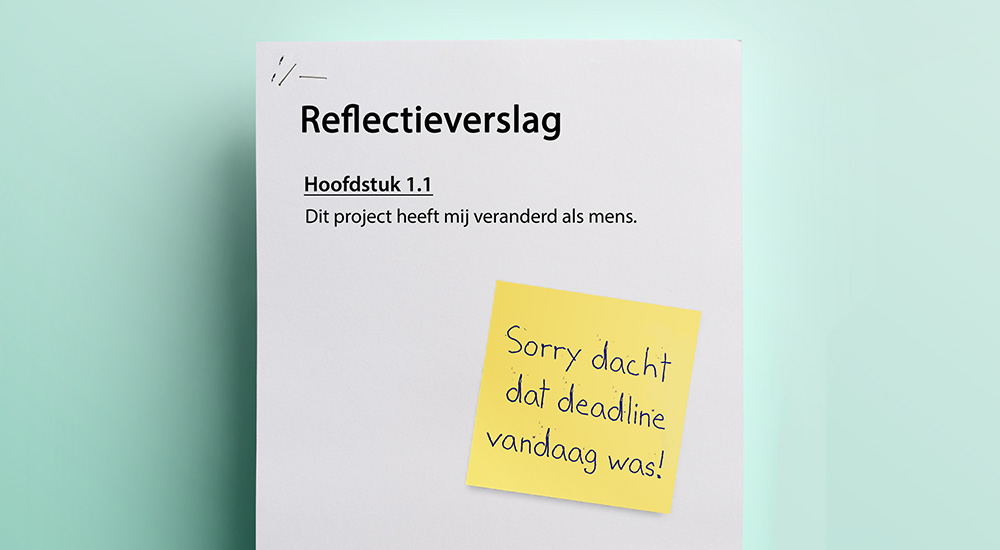 Reflectieverslag
Hoofdstuk 1.1
Dit project heeft mij veranderd als mens.
Sorry dacht
dat deadline
vandaag was!